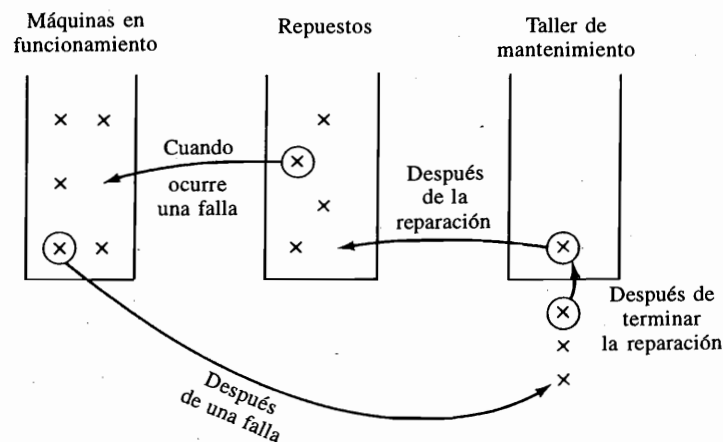 Máquinas en
funcionamiento
Repuestos
Taller de
mantenimiento
Cuando
ocurre
una falla
Después
de la
reparación
Después de
terminar
la reparación
Después
de una falla